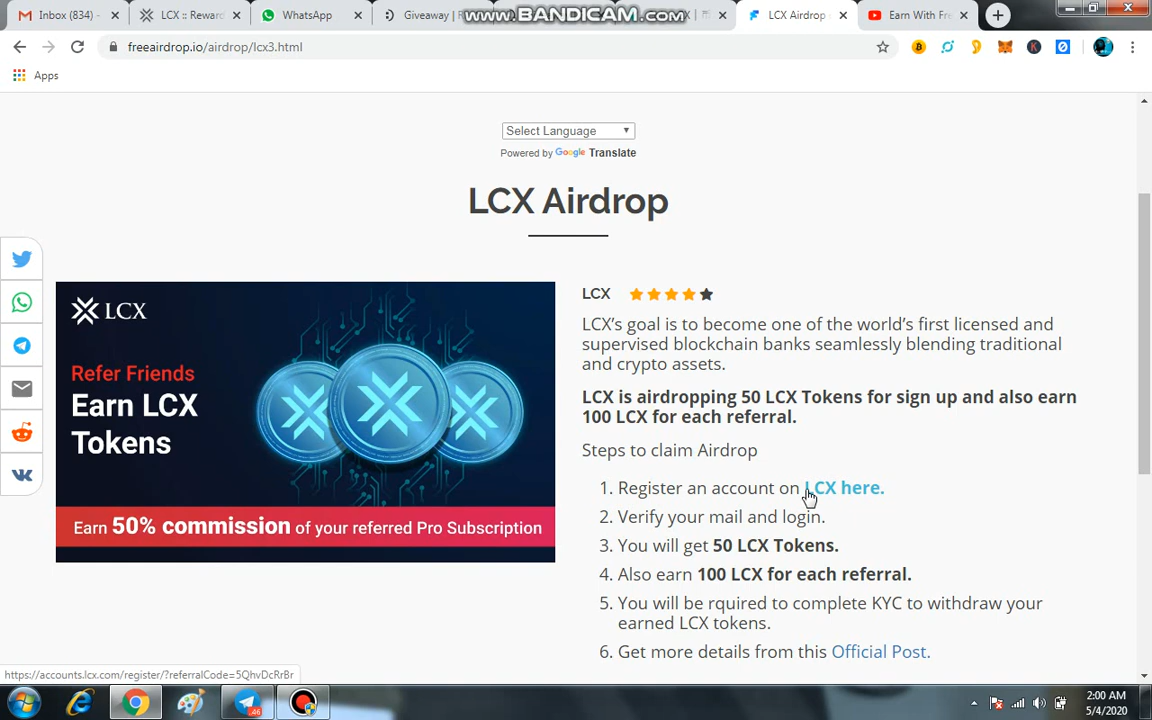 Inbox (834) -
LCX :: Rewar
WhatsApp
Giveaway |
www.BANDICAM.com
LCX Airdrop
Earn With Fr
freeairdrop.io/airdrop/lcx3.html
Apps
Select Language
Powered by Google Translate
LCX Airdrop
LCX
Refer Friends
Earn LCX
Tokens
Earn 50% commission of your referred Pro Subscription
LCX
LCX's goal is to become one of the world's first licensed and
supervised blockchain banks seamlessly blending traditional
and crypto assets.
LCX is airdropping 50 LCX Tokens for sign up and also earn
100 LCX for each referral.
Steps to claim Airdrop
1. Register an account on LCX here.
2. Verify your mail and login.
3. You will get 50 LCX Tokens.
4. Also earn 100 LCX for each referral.
5. You will be rquired to complete KYC to withdraw your
earned LCX tokens.
6. Get more details from this Official Post.
https://accounts.lcx.com/register/?referralCode=5QhvDcRrBr
46
2:00 AM
5/4/2020